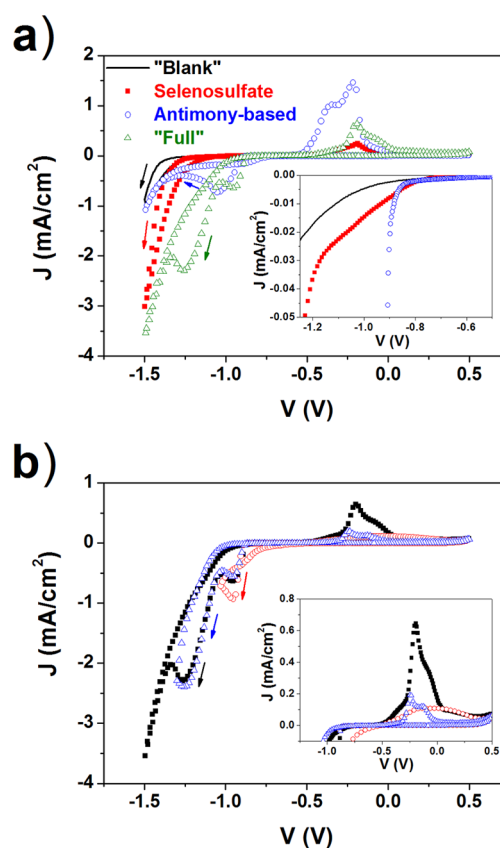 a)
"Blank"
Selenosulfate
Antimony-based
"Full"
J (mA/cm²)
2
1
0
-1
-2
-3
-4
-1.5 -1.0 -0.5 0.0 0.5
V (V)
J (mA/cm²)
0.00
-0.01
-0.02
-0.03
-0.04
-0.05
-1.2 -1.0 -0.8 -0.6
V (V)
b)
J (mA/cm²)
1
0
-1
-2
-3
-4
-1.5 -1.0 -0.5 0.0 0.5
V (V)
J (mA/cm²)
0.8
0.6
0.4
0.2
0.0
-1.0 -0.5 0.0 0.5
V (V)